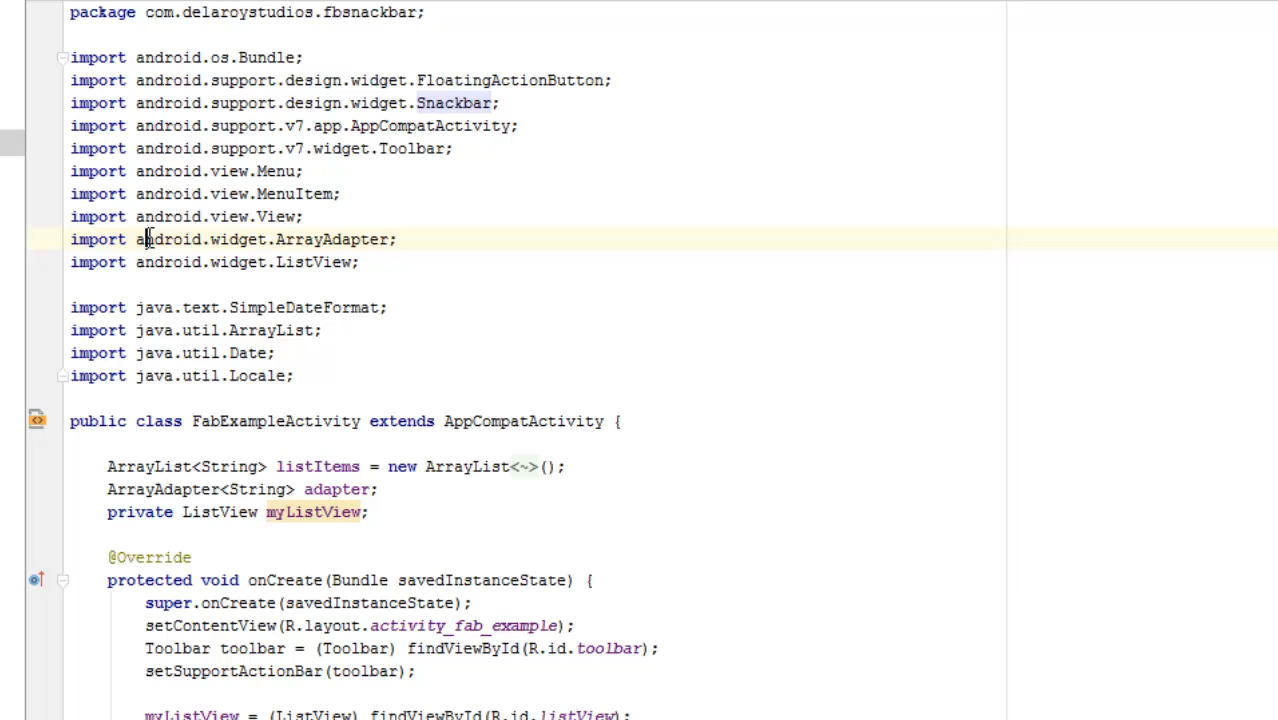 package com.delaroystudios.fbsnackbar;
import android.os.Bundle;
import android.support.design.widget.FloatingActionButton;
import android.support.design.widget.Snackbar;
import android.support.v7.app.AppCompatActivity;
import android.support.v7.widget.Toolbar;
import android.view.Menu;
import android.view.MenuItem;
import android.view.View;
import android.widget.ArrayAdapter;
import android.widget.ListView;
import java.text.SimpleDateFormat;
import java.util.ArrayList;
import java.util.Date;
import java.util.Locale;
public class FabExampleActivity extends AppCompatActivity {
ArrayList<String> listItems = new ArrayList<~>();
ArrayAdapter<String> adapter;
private ListView myListView;
@Override
protected void onCreate(Bundle savedInstanceState) {
super.onCreate(savedInstanceState);
setContentView(R.layout.activity_fab_example);
Toolbar toolbar = (Toolbar) findViewById(R.id.toolbar);
setSupportActionBar(toolbar);
myListView = (ListView) findViewById(R.id.listView);